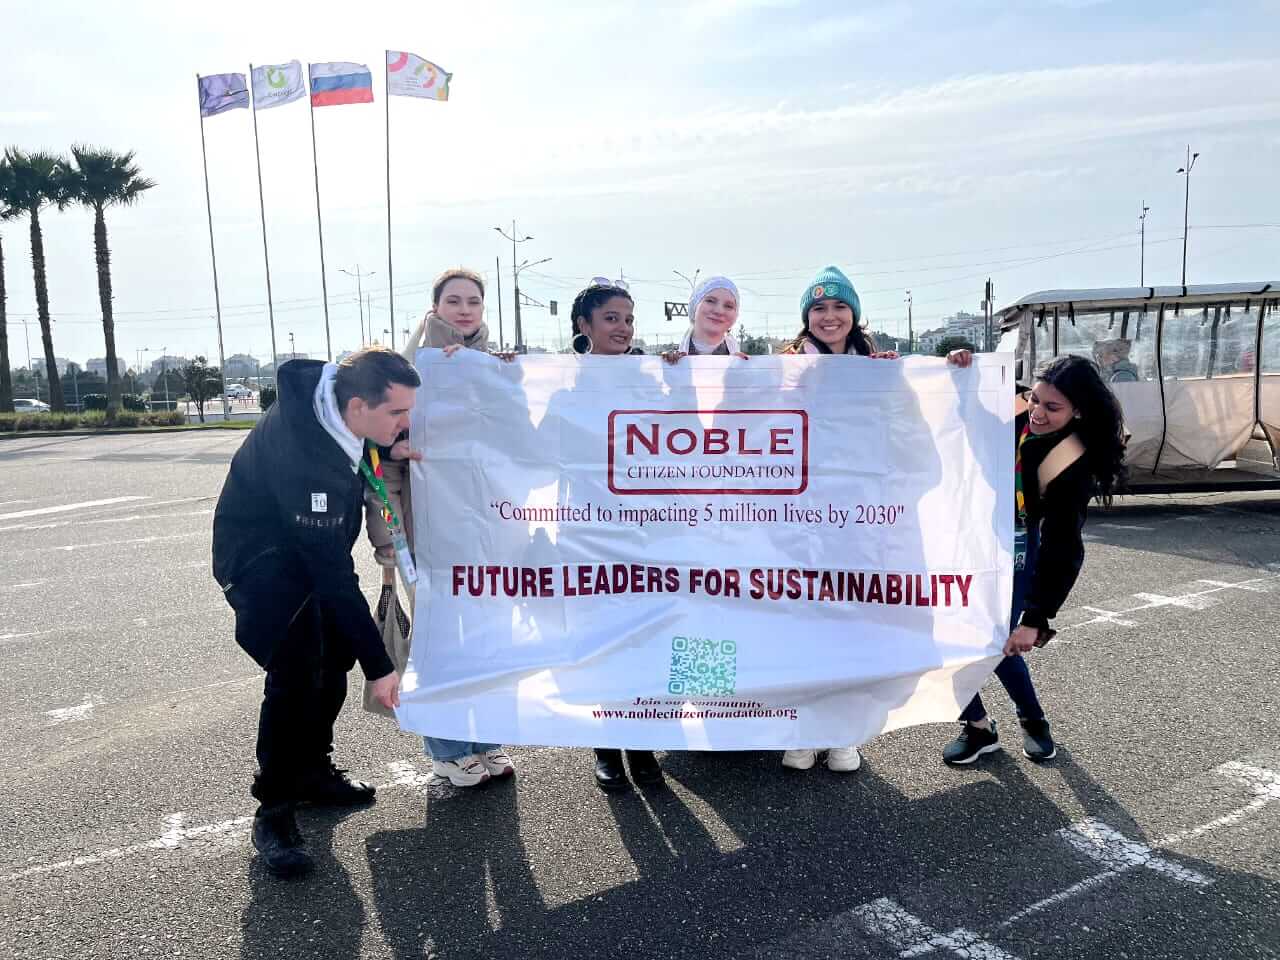 NOBLE
CITIZEN FOUNDATION
“Committed to impacting 5 million lives by 2030"
FUTURE LEADERS FOR SUSTAINABILITY
Join our community
www.noblecitizenfoundation.org
10